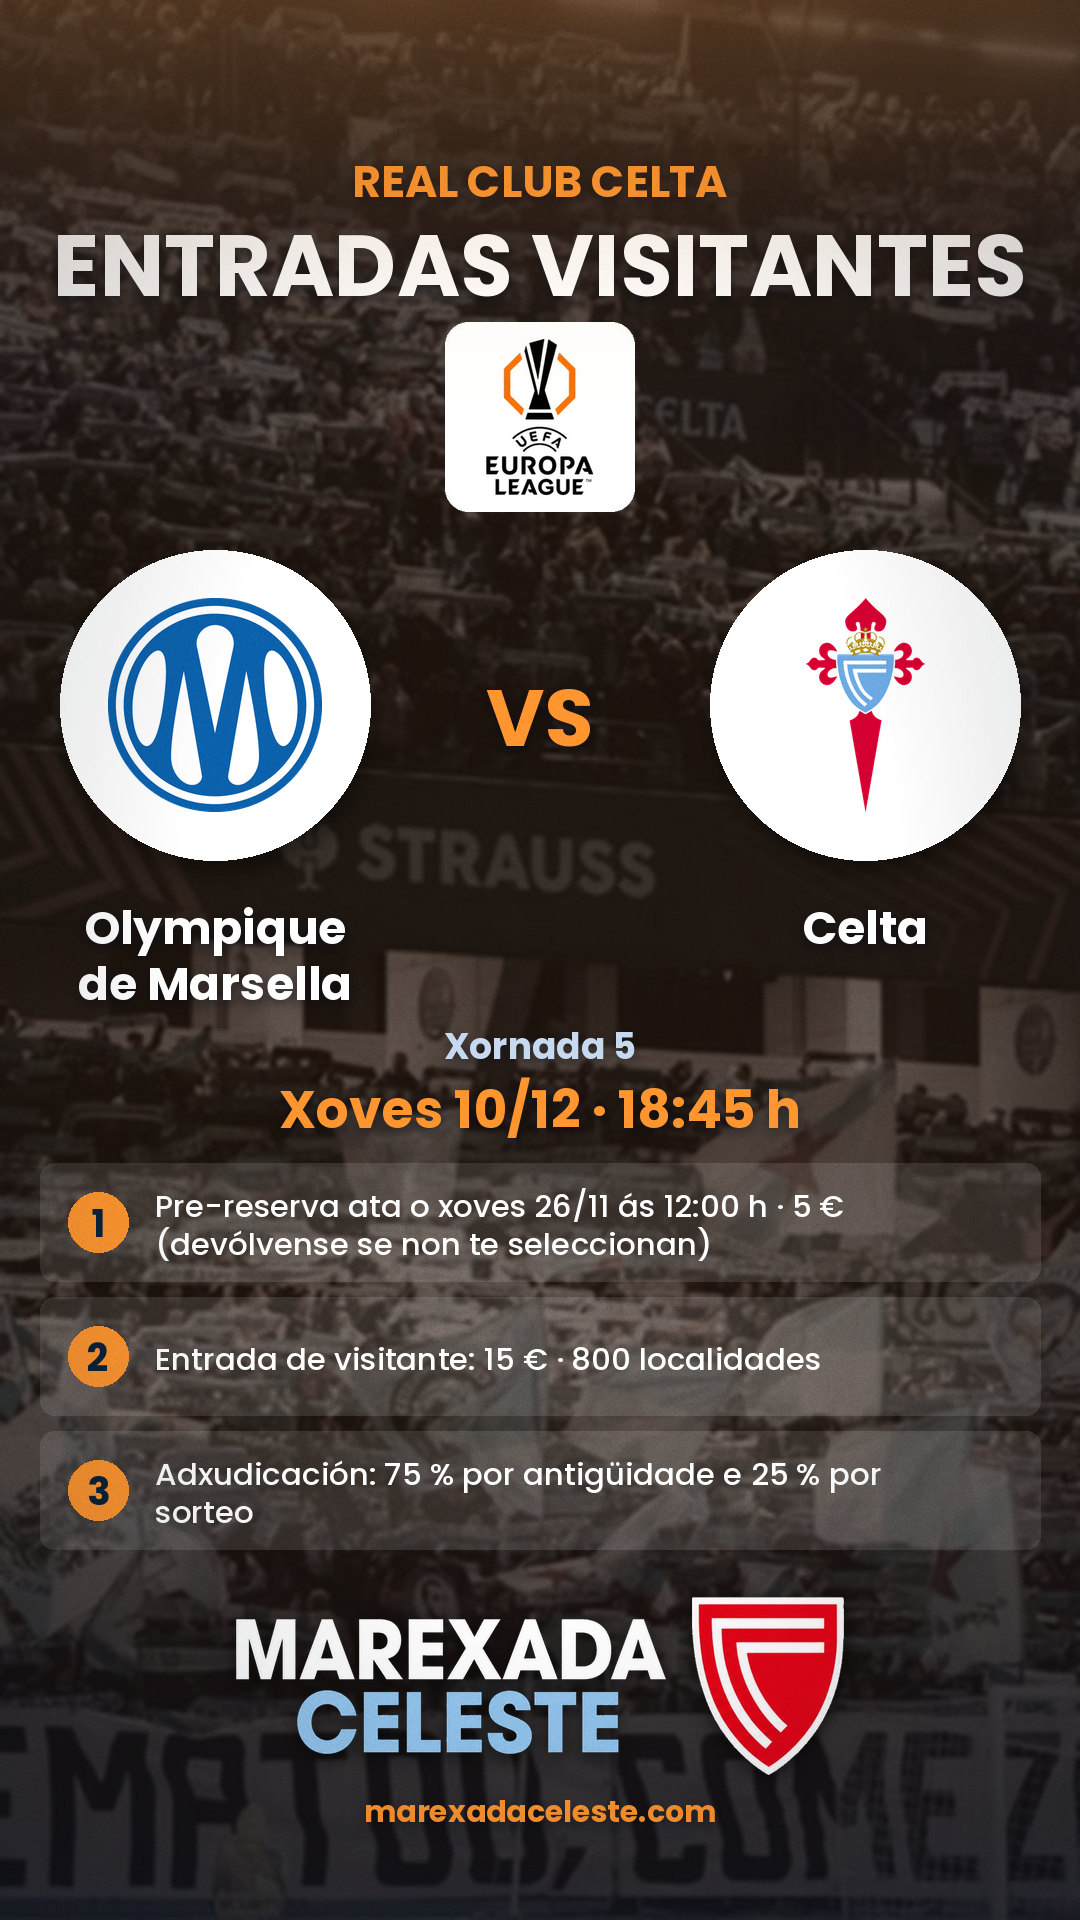 REAL CLUB CELTA
ENTRADAS VISITANTES
CELTA
UEFA
EUROPA
LEAGUE
VS
STRAUSS
Olympique
de Marsella
Celta
Xornada 5
Xoves 10/12 · 18:45 h
1
Pre-reserva ata o xoves 26/11 ás 12:00 h · 5 €
(devólvense se non te seleccionan)
2
Entrada de visitante: 15 € · 800 localidades
3
Adxudicación: 75 % por antigüidade e 25 % por
sorteo
MAREXADA
CELESTE
marexadaceleste.com